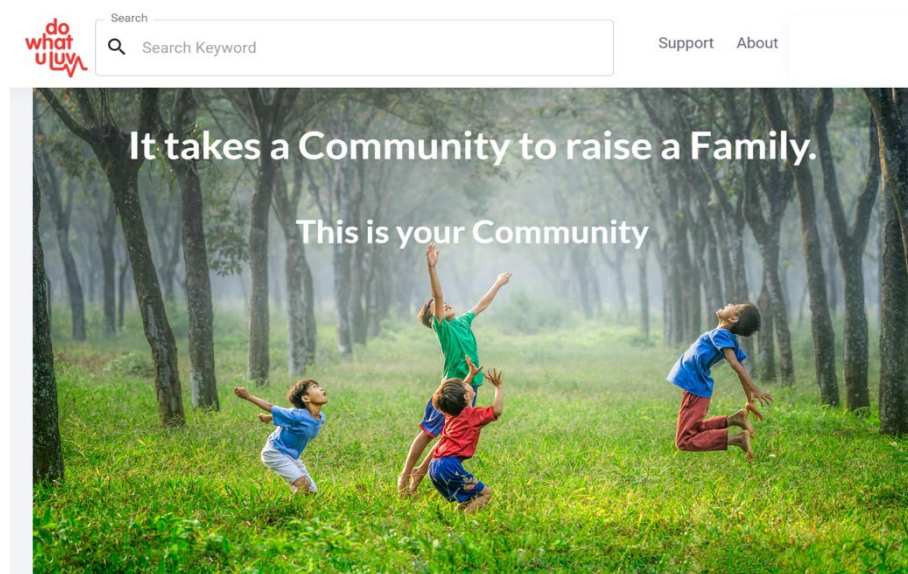 do
what
u luv
Search
Search Keyword
Support About
It takes a Community to raise a Family.
This is your Community